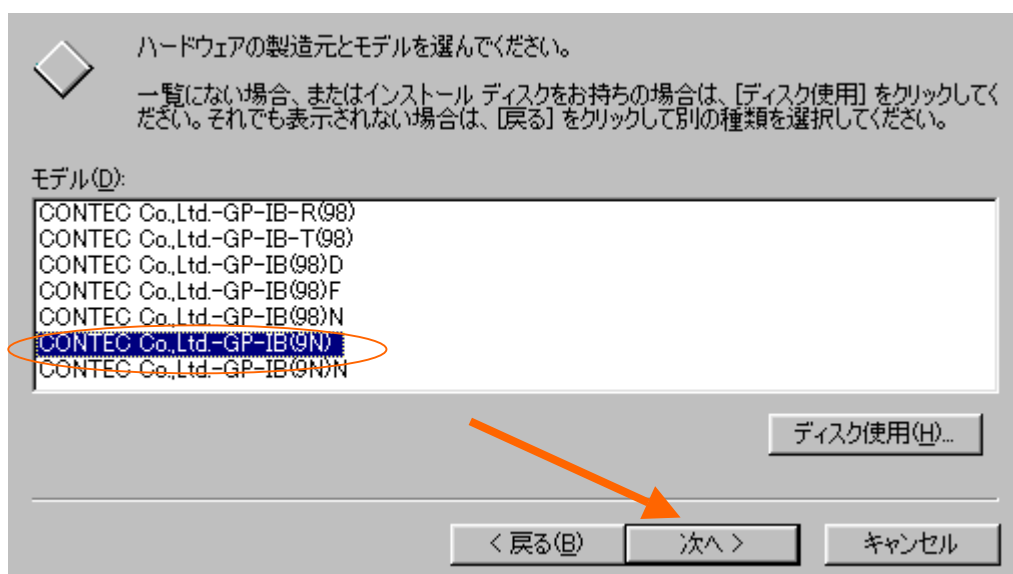 ハードウェアの製造元とモデルを選んでください。
一覧にない場合、またはインストール ディスクをお持ちの場合は、[ディスク使用] をクリックしてく
ださい。それでも表示されない場合は、[戻る] をクリックして別の種類を選択してください。
モデル(D):
CONTEC Co.,Ltd.-GP-IB-R(98)
CONTEC Co.,Ltd.-GP-IB-T(98)
CONTEC Co.,Ltd.-GP-IB(98)D
CONTEC Co.,Ltd.-GP-IB(98)F
CONTEC Co.,Ltd.-GP-IB(98)N
CONTEC Co.,Ltd.-GP-IB(9N)
CONTEC Co.,Ltd.-GP-IB(9N)N
ディスク使用(H)...
< 戻る(B) 次へ > キャンセル